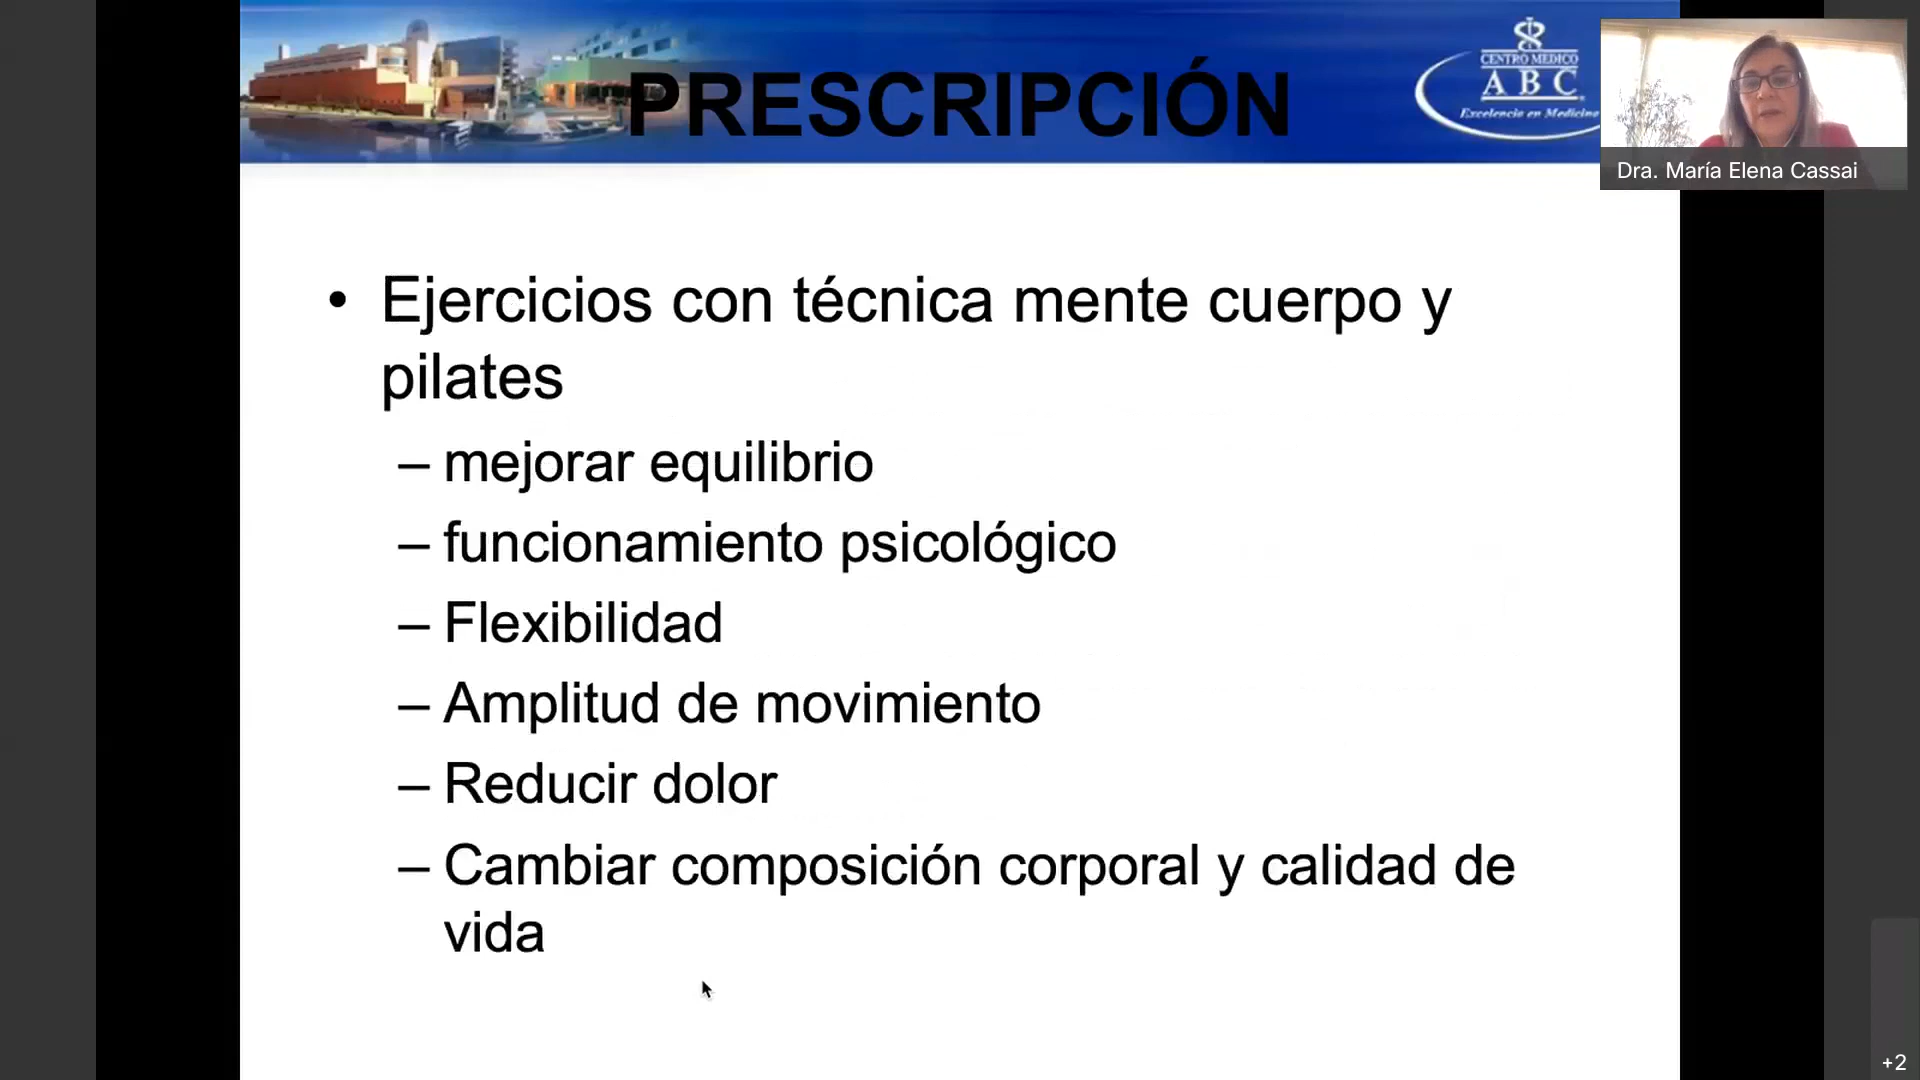 PRESCRIPCIÓN
CENTRO MEDICO
ABC
Excelencia en Medicina
Dra. María Elena Cassai
• Ejercicios con técnica mente cuerpo y
pilates
– mejorar equilibrio
– funcionamiento psicológico
– Flexibilidad
– Amplitud de movimiento
– Reducir dolor
– Cambiar composición corporal y calidad de
vida
+2